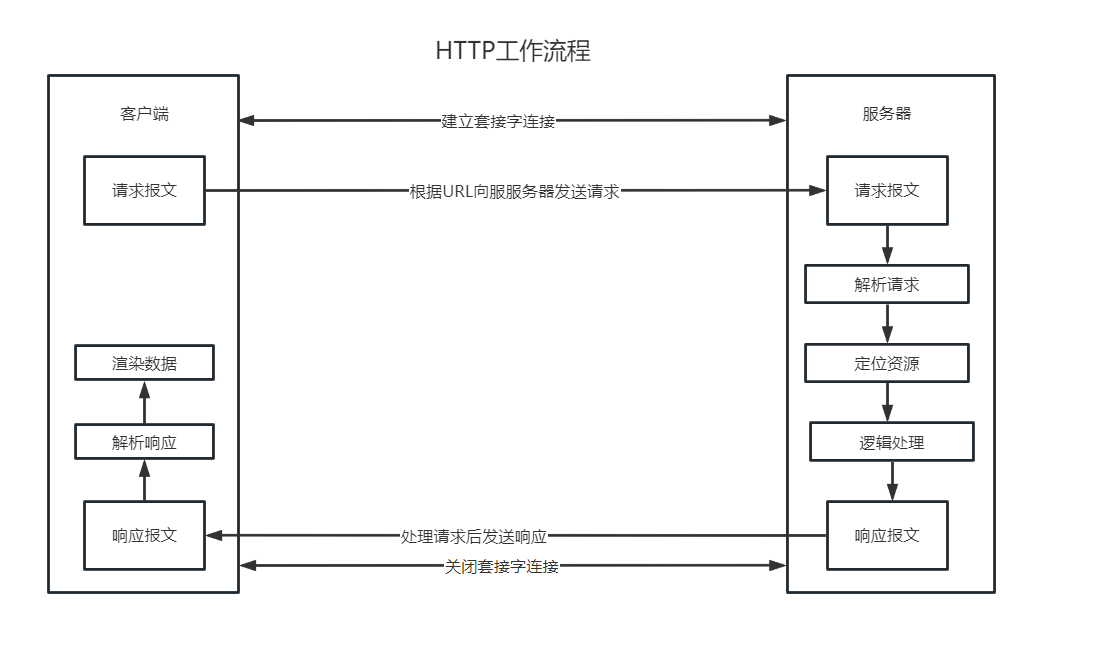 HTTP工作流程
客户端
建立套接字连接
服务器
请求报文
根据URL向服服务器发送请求
请求报文
解析请求
渲染数据
定位资源
解析响应
逻辑处理
响应报文
处理请求后发送响应
响应报文
关闭套接字连接